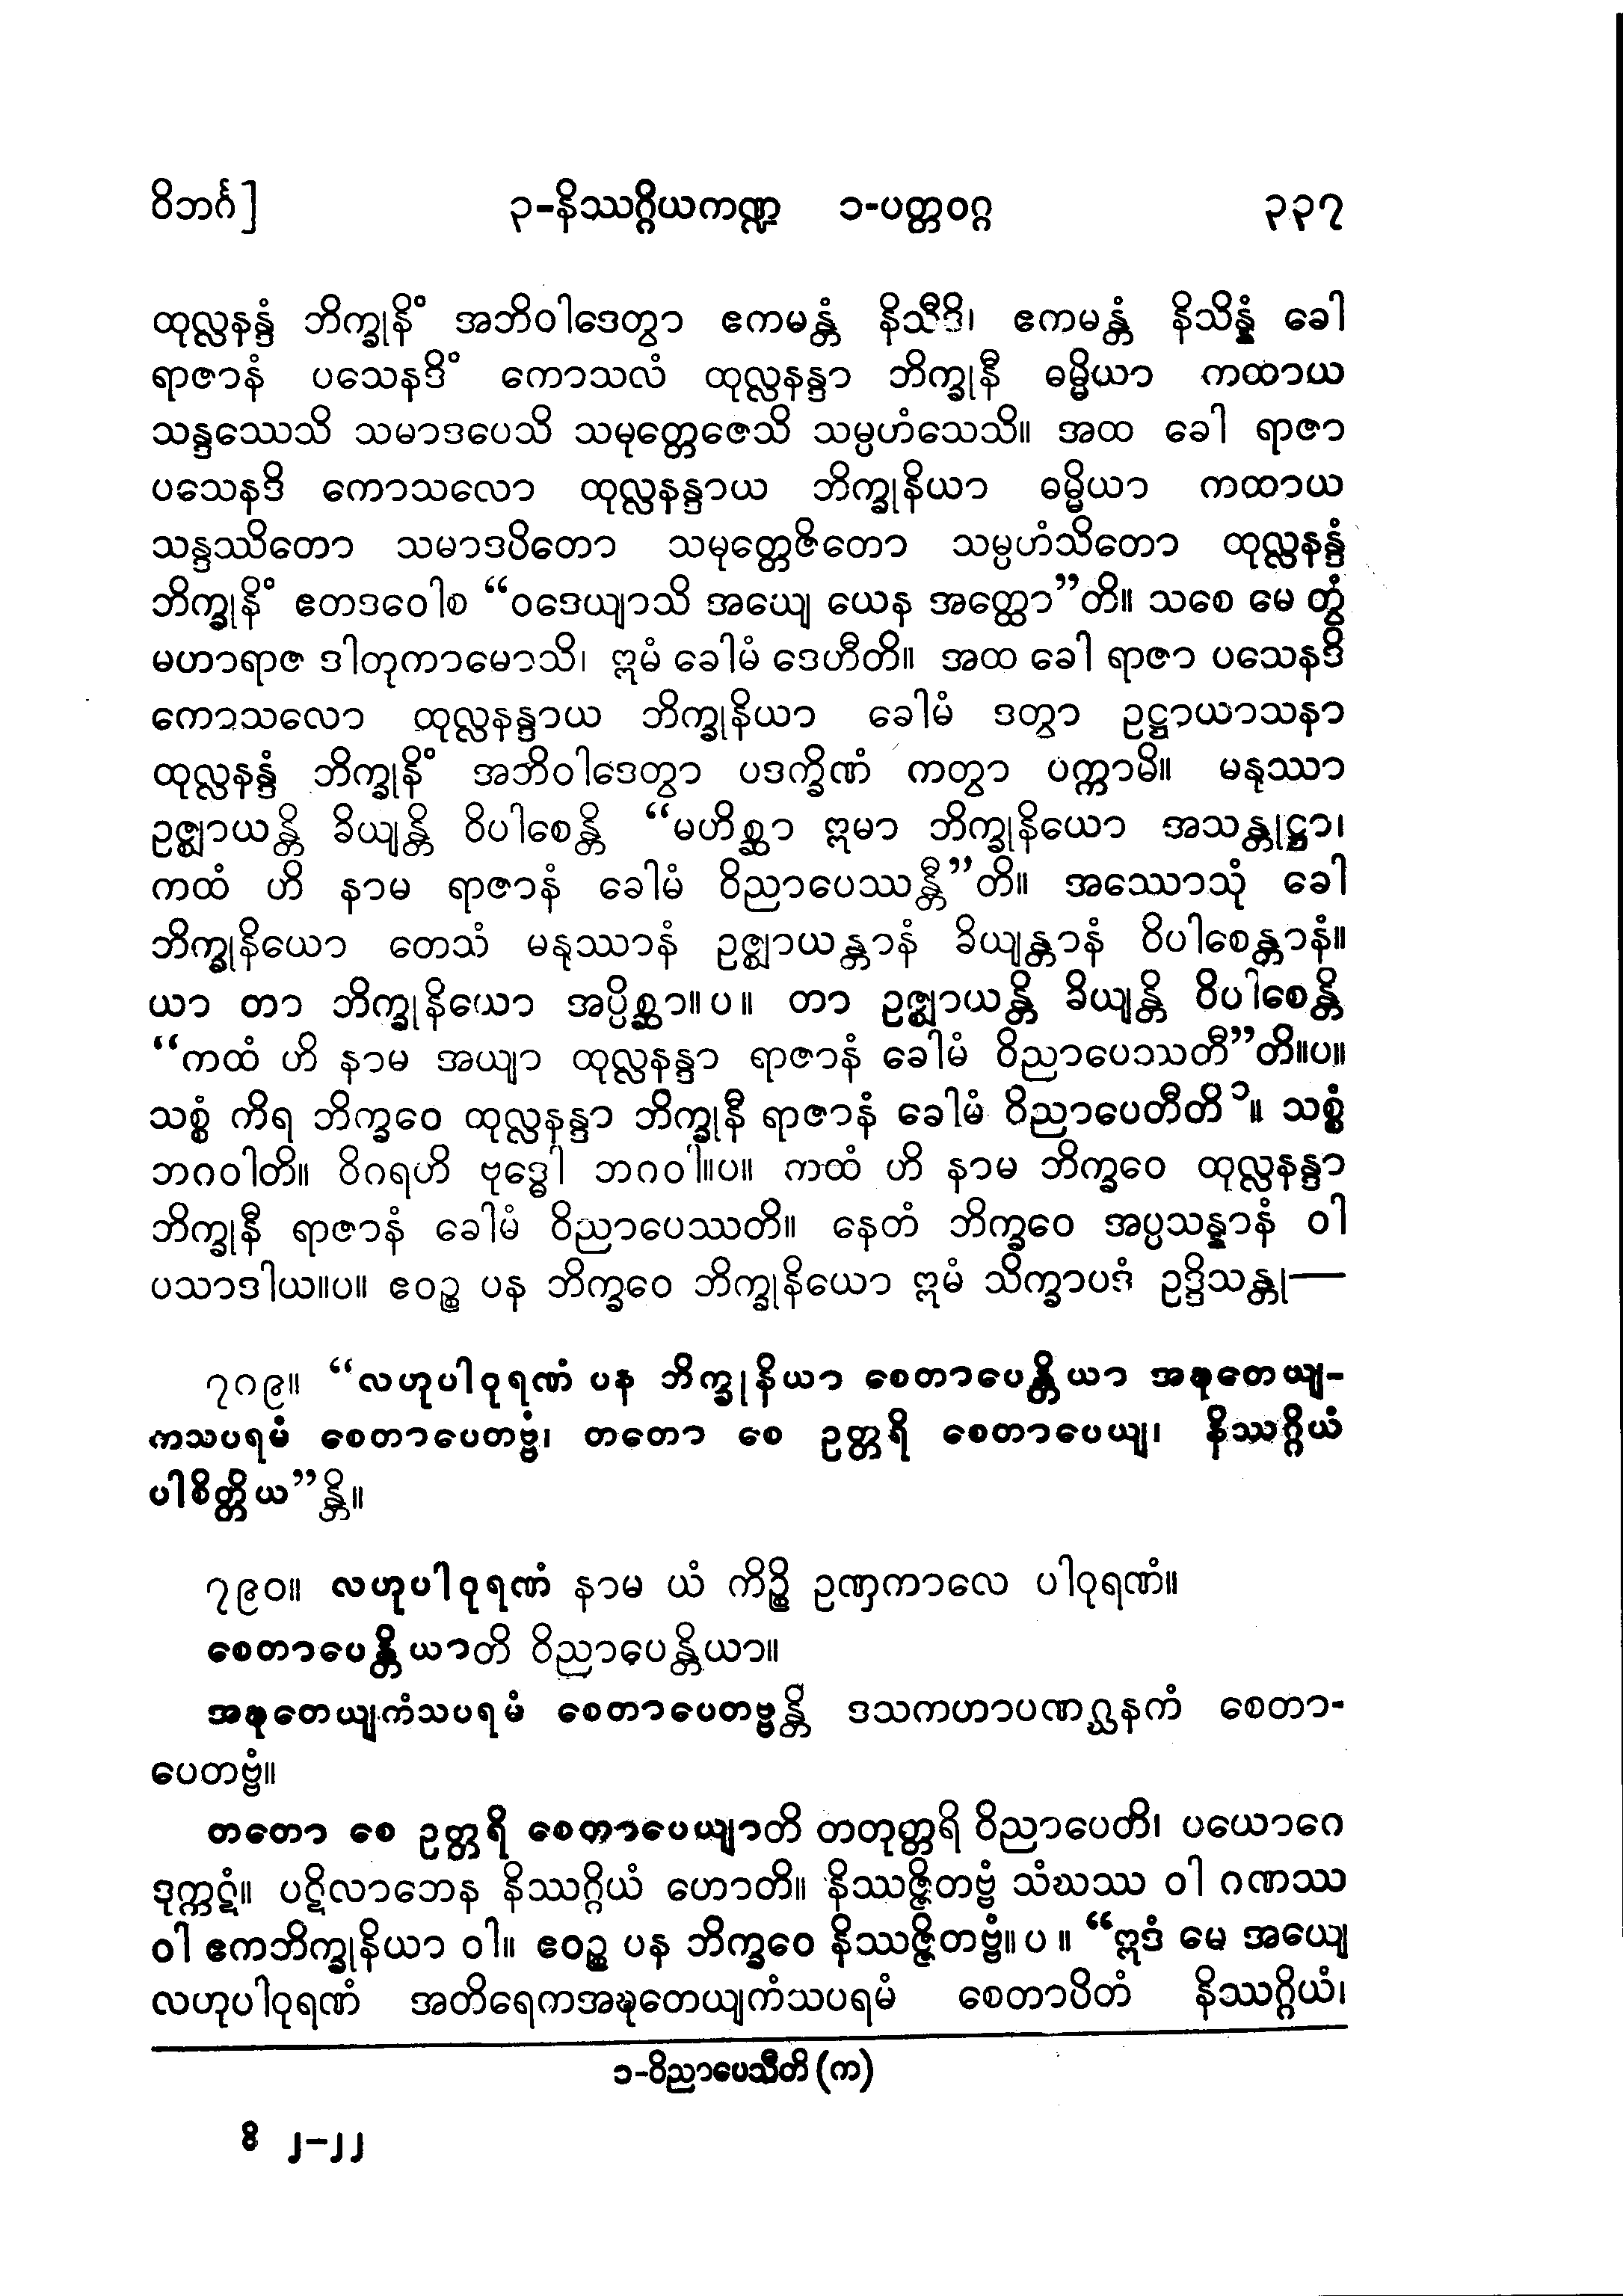 ဝိဘင်္ဂ]
၃-နိဿဂ္ဂိယကဏ္ဍ ၁-ပတ္တဝဂ္ဂ
၃၃၇
ထုလ္လနန္ဒံ ဘိက္ခုနိံ အဘိဝါဒေတွာ ဧကမန္တံ နိသီဒိ၊ ဧကမန္တံ နိသိန္နံ ခေါ
ရာဇာနံ ပသေနဒိံ ကောသလံ ထုလ္လနန္ဒာ ဘိက္ခုနီ ဓမ္မိယာ ကထာယ
သန္ဒဿေသိ သမာဒပေသိ သမုတ္တေဇေသိ သမ္ပဟံသေသိ။ အထ ခေါ ရာဇာ
ပသေနဒိ ကောသလော ထုလ္လနန္ဒာယ ဘိက္ခုနိယာ ဓမ္မိယာ ကထာယ
သန္ဒဿိတော သမာဒပိတော သမုတ္တေဇိတော သမ္ပဟံသိတော ထုလ္လနန္ဒံ
ဘိက္ခုနိံ ဧတဒဝေါစ “ဝဒေယျာသိ အယျေ ယေန အတ္ထော”တိ။ သစေ မေ တွံ
မဟာရာဇ ဒါတုကာမောသိ၊ ဣမံ ခေါမံ ဒေဟီတိ။ အထ ခေါ ရာဇာ ပသေနဒိ
ကောသလော ထုလ္လနန္ဒာယ ဘိက္ခုနိယာ ခေါမံ ဒတွာ ဥဋ္ဌာယာသနာ
ထုလ္လနန္ဒံ ဘိက္ခုနိံ အဘိဝါဒေတွာ ပဒက္ခိဏံ ကတွာ ပက္ကာမိ။ မနုဿာ
ဥဇ္ဈာယန္တိ ခိယျန္တိ ဝိပါစေန္တိ “မဟိစ္ဆာ ဣမာ ဘိက္ခုနိယော အသန္တုဋ္ဌာ၊
ကထံ ဟိ နာမ ရာဇာနံ ခေါမံ ဝိညာပေဿန္တီ”တိ။ အဿောသုံ ခေါ
ဘိက္ခုနိယော တေသံ မနုဿာနံ ဥဇ္ဈာယန္တာနံ ခိယျန္တာနံ ဝိပါစေန္တာနံ။
ယာ တာ ဘိက္ခုနိယော အပ္ပိစ္ဆာ။ပ။ တာ ဥဇ္ဈာယန္တိ ခိယျန္တိ ဝိပါစေန္တိ
“ကထံ ဟိ နာမ အယျာ ထုလ္လနန္ဒာ ရာဇာနံ ခေါမံ ဝိညာပေဿတီ”တိ။ပ။
သစ္စံ ကိရ ဘိက္ခဝေ ထုလ္လနန္ဒာ ဘိက္ခုနီ ရာဇာနံ ခေါမံ ဝိညာပေတီတိ ၁။ သစ္စံ
ဘဂဝါတိ။ ဝိဂရဟိ ဗုဒ္ဓေါ ဘဂဝါ။ပ။ ကထံ ဟိ နာမ ဘိက္ခဝေ ထုလ္လနန္ဒာ
ဘိက္ခုနီ ရာဇာနံ ခေါမံ ဝိညာပေဿတိ။ နေတံ ဘိက္ခဝေ အပ္ပသန္နာနံ ဝါ
ပသာဒါယ။ပ။ ဧဝဉ္စ ပန ဘိက္ခဝေ ဘိက္ခုနိယော ဣမံ သိက္ခာပဒံ ဥဒ္ဒိသန္တု—
၇၈၉။ “လဟုပါဝုရဏံ ပန ဘိက္ခုနိယာ စေတာပေန္တိယာ အဍ္ဎတေယျ-
ကံသပရမံ စေတာပေတဗ္ဗံ၊ တတော စေ ဥတ္တရိ စေတာပေယျ၊ နိဿဂ္ဂိယံ
ပါစိတ္တိယ”န္တိ။
၇၉၀။ လဟုပါဝုရဏံ နာမ ယံ ကိဉ္စိ ဥဏှကာလေ ပါဝုရဏံ။
စေတာပေန္တိယာတိ ဝိညာပေန္တိယာ။
အဍ္ဎတေယျကံသပရမံ စေတာပေတဗ္ဗန္တိ ဒသကဟာပဏဂ္ဃနကံ စေတာ-
ပေတဗ္ဗံ။
တတော စေ ဥတ္တရိ စေတာပေယျာတိ တတုတ္တရိ ဝိညာပေတိ၊ ပယောဂေ
ဒုက္ကဋံ။ ပဋိလာဘေန နိဿဂ္ဂိယံ ဟောတိ။ နိဿဇ္ဇိတဗ္ဗံ သံဃဿ ဝါ ဂဏဿ
ဝါ ဧကဘိက္ခုနိယာ ဝါ။ ဧဝဉ္စ ပန ဘိက္ခဝေ နိဿဇ္ဇိတဗ္ဗံ။ပ။ “ဣဒံ မေ အယျေ
လဟုပါဝုရဏံ အတိရေကအဍ္ဎတေယျကံသပရမံ စေတာပိတံ နိဿဂ္ဂိယံ၊
၁-ဝိညာပေသီတိ (က)
ဝိ ၂-၂၂